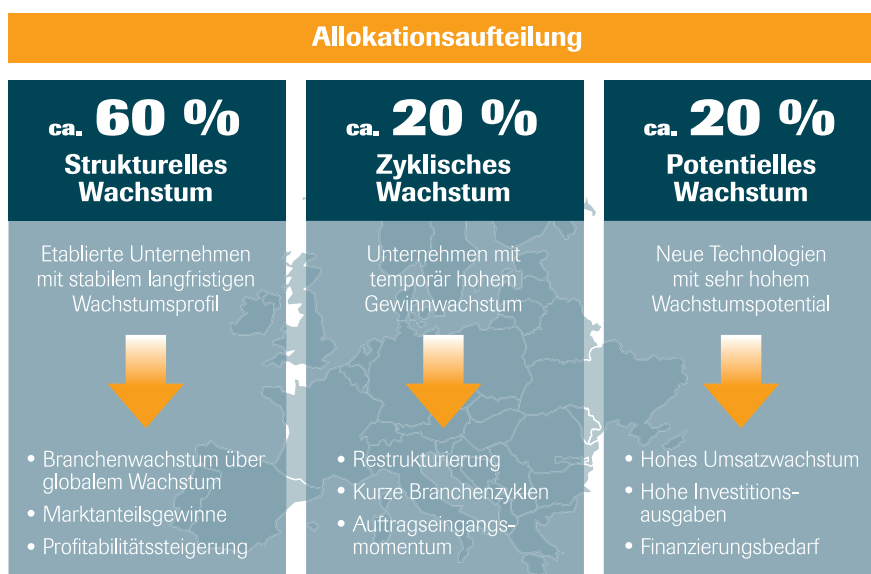 Allokationsaufteilung
ca. 60 %
Strukturelles
Wachstum
Etablierte Unternehmen
mit stabilem langfristigen
Wachstumsprofil
• Branchenwachstum über
globalem Wachstum
• Marktanteilsgewinne
• Profitabilitätssteigerung
ca. 20 %
Zyklisches
Wachstum
Unternehmen mit
temporär hohem
Gewinnwachstum
• Restrukturierung
• Kurze Branchenzyklen
• Auftragseingangs-
momentum
ca. 20 %
Potentielles
Wachstum
Neue Technologien
mit sehr hohem
Wachstumspotential
• Hohes Umsatzwachstum
• Hohe Investitions-
ausgaben
• Finanzierungsbedarf